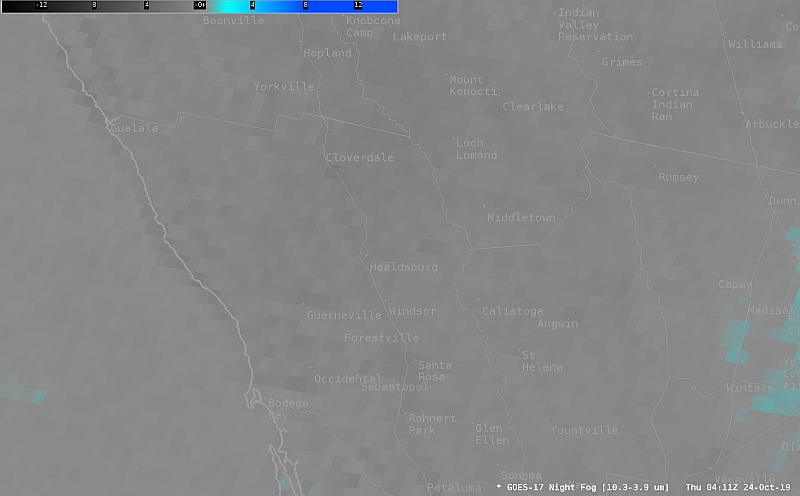 -12 8 4 -0+ 4 8 12
Boonville
Knobcone
Camp
Lakeport
Indian
Valley
Reservation
Williams
Hopland
Grimes
Yorkville
Mount
Konocti
Clearlake
Cortina
Indian
Ran
Gualala
Arbuckle
Cloverdale
Loch
Lomond
Rumsey
Dunni
Middletown
Healdsburg
Capay
Guerneville
Windsor
Calistoga
Madiso
Angwin
Forestville
St.
Helena
Santa
Rosa
Occidental
Sebastopol
Winters
Bodega
Bay
Rohnert
Park
Glen
Ellen
Yountville
Petaluma
Sonoma
Vacaville
* GOES-17 Night Fog [10.3-3.9 um] Thu 04:11Z 24-Oct-19